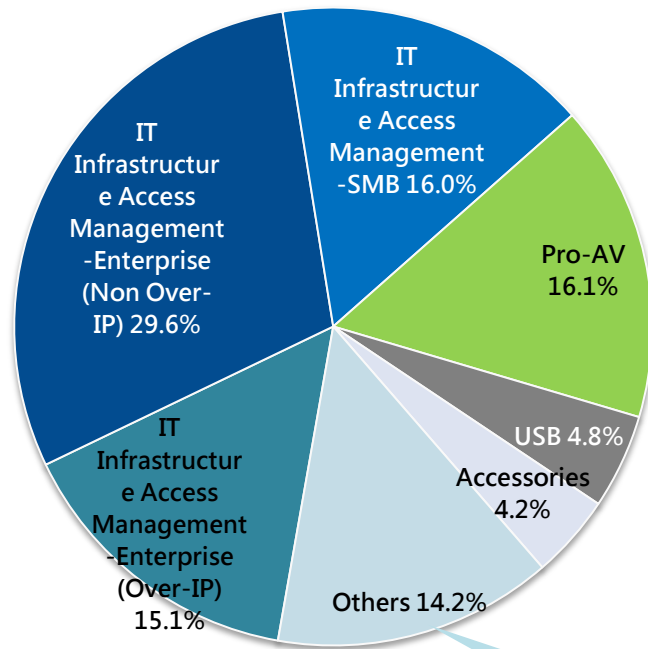 IT
Infrastructur
e Access
Management
-SMB 16.0%
IT
Infrastructur
e Access
Management
-Enterprise
(Non Over-
IP) 29.6%
Pro-AV
16.1%
USB 4.8%
Accessories
4.2%
IT
Infrastructur
e Access
Management
-Enterprise
(Over-IP)
15.1%
Others 14.2%